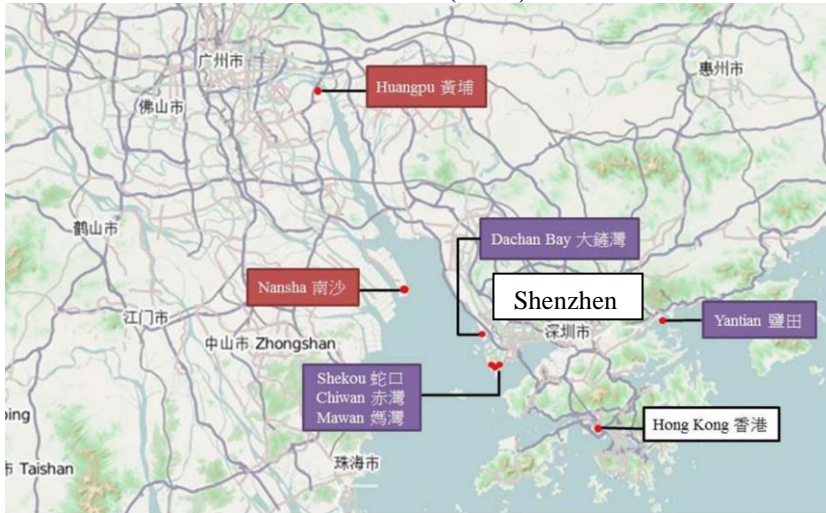 广州市
惠州市
Huangpu 黃埔
佛山市
鹤山市
Dachan Bay 大鏟灣
Nansha 南沙
Shenzhen
江门市
中山市 Zhongshan
深圳市
Yantian 鹽田
Shekou 蛇口
Chiwan 赤灣
Mawan 媽灣
ping
Hong Kong 香港
市 Taishan
珠海市